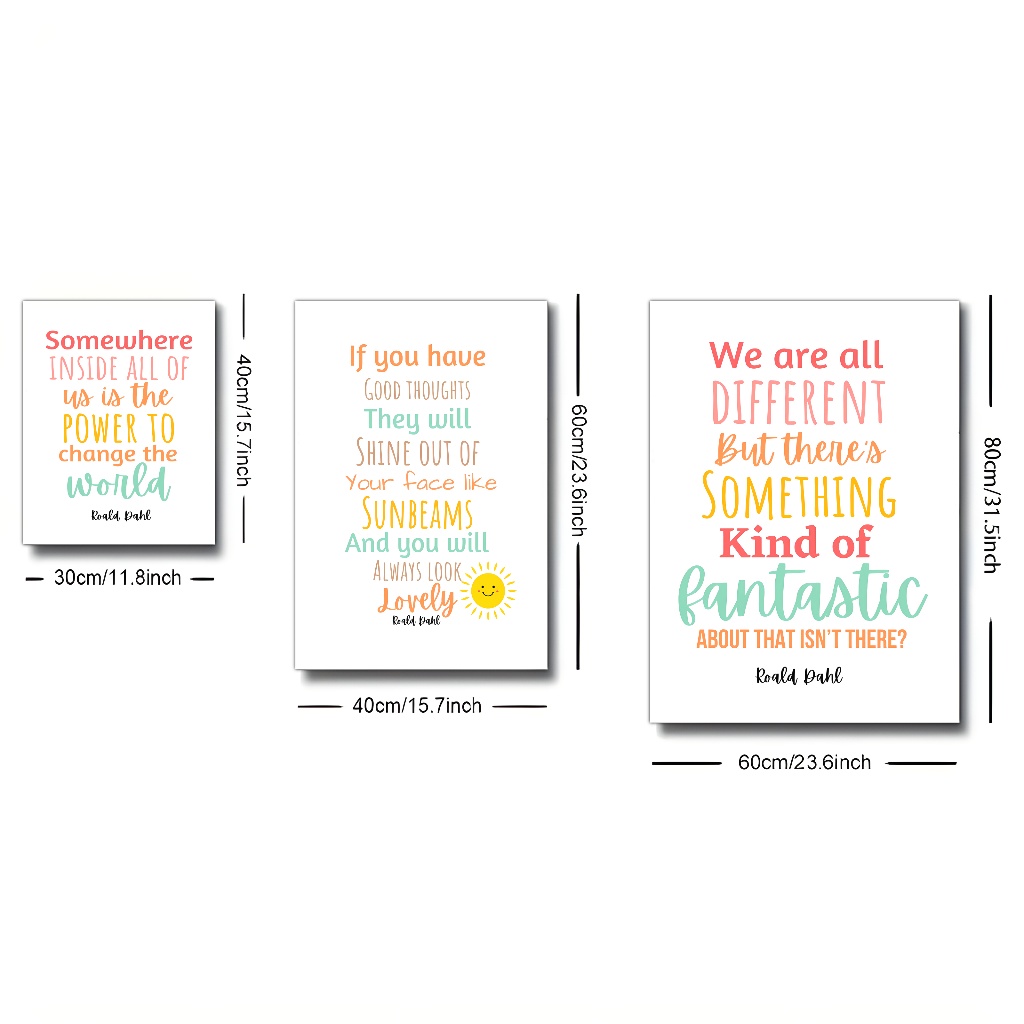 Somewhere
INSIDE ALL OF
us is the
POWER TO
change the
world
Roald Dahl
40cm/15.7inch
30cm/11.8inch
If you have
GOOD THOUGHTS
They will
SHINE OUT OF
Your face like
SUNBEAMS
And you will
ALWAYS LOOK
Lovely
Roald Dahl
60cm/23.6inch
40cm/15.7inch
We are all
DIFFERENT
But there's
SOMETHING
Kind of
fantastic
ABOUT THAT ISN'T THERE?
Roald Dahl
80cm/31.5inch
60cm/23.6inch